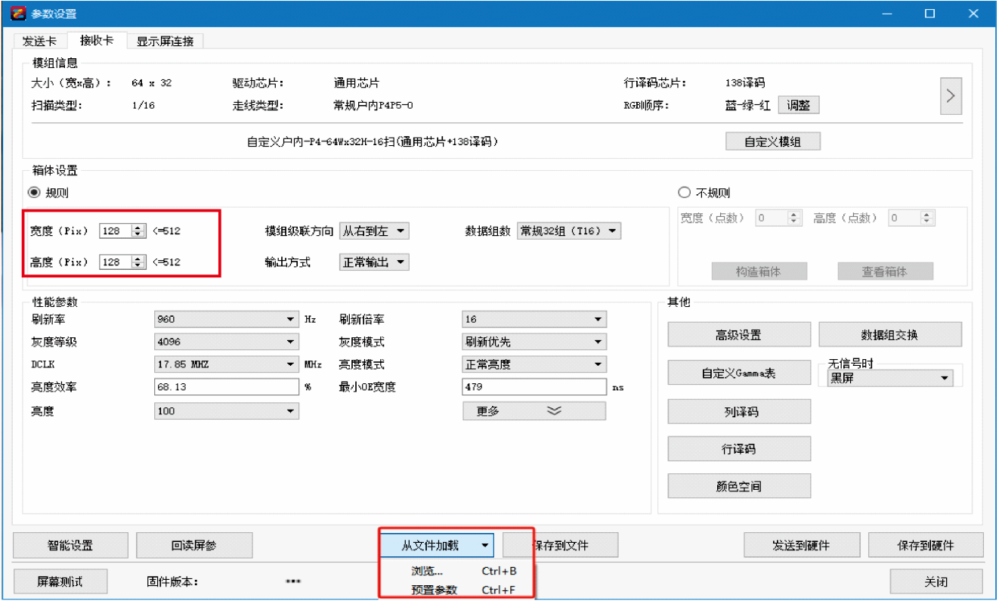 参数设置
发送卡 接收卡 显示屏连接
模组信息
大小（宽x高）： 64 x 32 驱动芯片： 通用芯片 行译码芯片： 138译码
扫描类型： 1/16 走线类型： 常规户内P4P5-0 RGB顺序： 蓝-绿-红 调整
自定义户内-P4-64Wx32H-16扫(通用芯片+138译码) 自定义模组
箱体设置
规则 不规则
宽度（Pix） 128 <=512 模组级联方向 从右到左 数据组数 常规32组（T16） 宽度（点数） 0 高度（点数） 0
高度（Pix） 128 <=512 输出方式 正常输出 构造箱体 查看箱体
性能参数 其他
刷新率 960 Hz 刷新倍率 16
灰度等级 4096 灰度模式 刷新优先 高级设置 数据组交换
DCLK 17.85 MHZ MHz 亮度模式 正常亮度 自定义Gamma表 无信号时 黑屏
亮度效率 68.13 % 最小OE宽度 479 ns
亮度 100 更多 列译码
行译码
颜色空间
智能设置 回读屏参 从文件加载 保存到文件 发送到硬件 保存到硬件
浏览... Ctrl+B
屏幕测试 固件版本： *** 预置参数 Ctrl+F 关闭